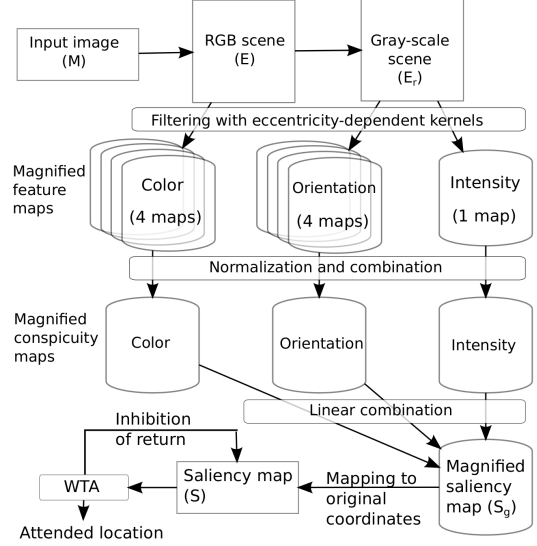 Input image
(M)
RGB scene
(E)
Gray-scale
scene
(Er)
Filtering with eccentricity-dependent kernels
Magnified
feature
maps
Color
(4 maps)
Orientation
(4 maps)
Intensity
(1 map)
Normalization and combination
Magnified
conspicuity
maps
Color
Orientation
Intensity
Linear combination
Inhibition
of return
WTA
Attended location
Saliency map
(S)
Mapping to
original
coordinates
Magnified
saliency
map (Sg)